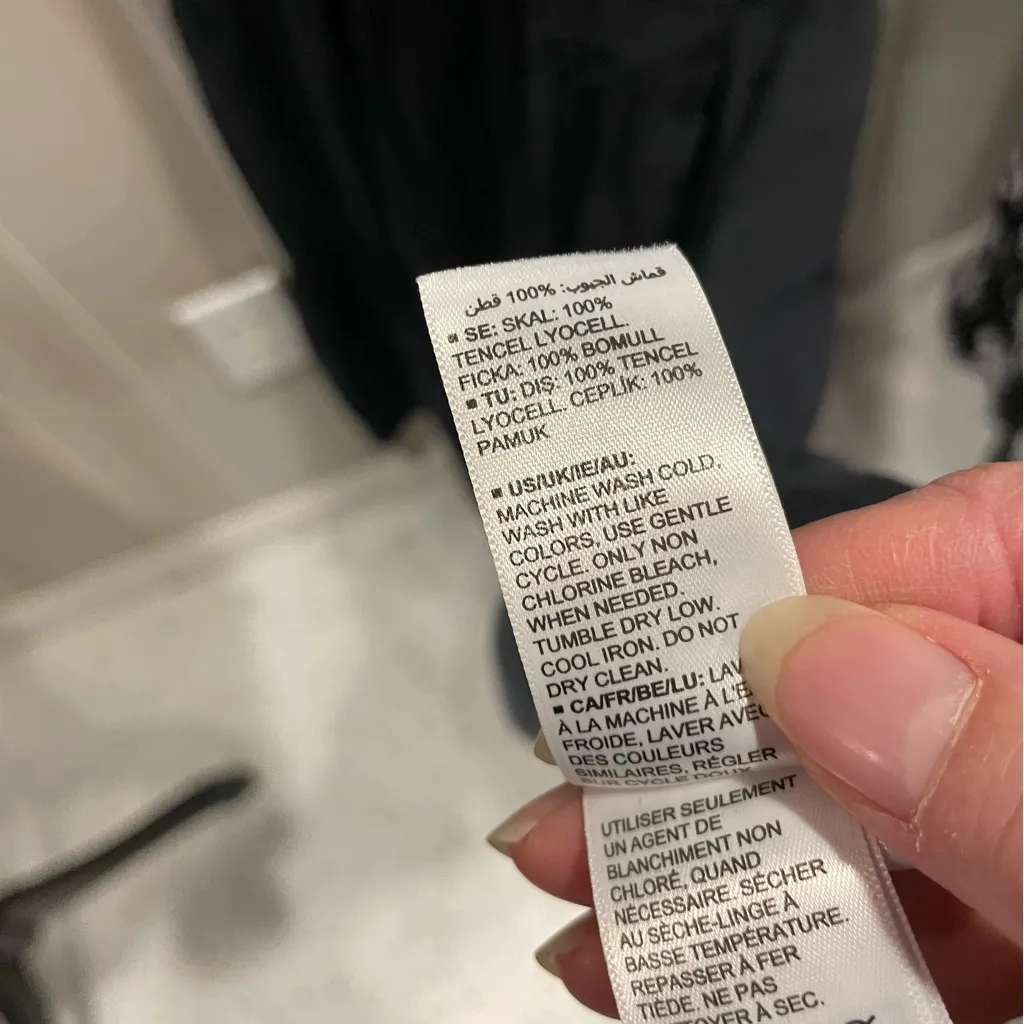 قماش الجيوب: 100% قطن
▪ SE: SKAL: 100%
TENCEL LYOCELL.
FICKA: 100% BOMULL
▪ TU: DIŞ: 100% TENCEL
LYOCELL. CEPLİK: 100%
PAMUK
▪ US/UK/IE/AU:
MACHINE WASH COLD,
WASH WITH LIKE
COLORS, USE GENTLE
CYCLE. ONLY NON
CHLORINE BLEACH,
WHEN NEEDED.
TUMBLE DRY LOW.
COOL IRON. DO NOT
DRY CLEAN.
▪ CA/FR/BE/LU:
À LA MACHINE À
FROIDE, LAVER AVEC
DES COULEURS
SIMILAIRES, RÉGLER
SUR CYCLE DOUX
UTILISER SEULEMENT
UN AGENT DE
BLANCHIMENT NON
CHLORÉ, QUAND
NÉCESSAIRE. SÉCHER
AU SÈCHE-LINGE À
BASSE TEMPÉRATURE.
REPASSER À FER
TIÈDE. NE PAS
À SEC.